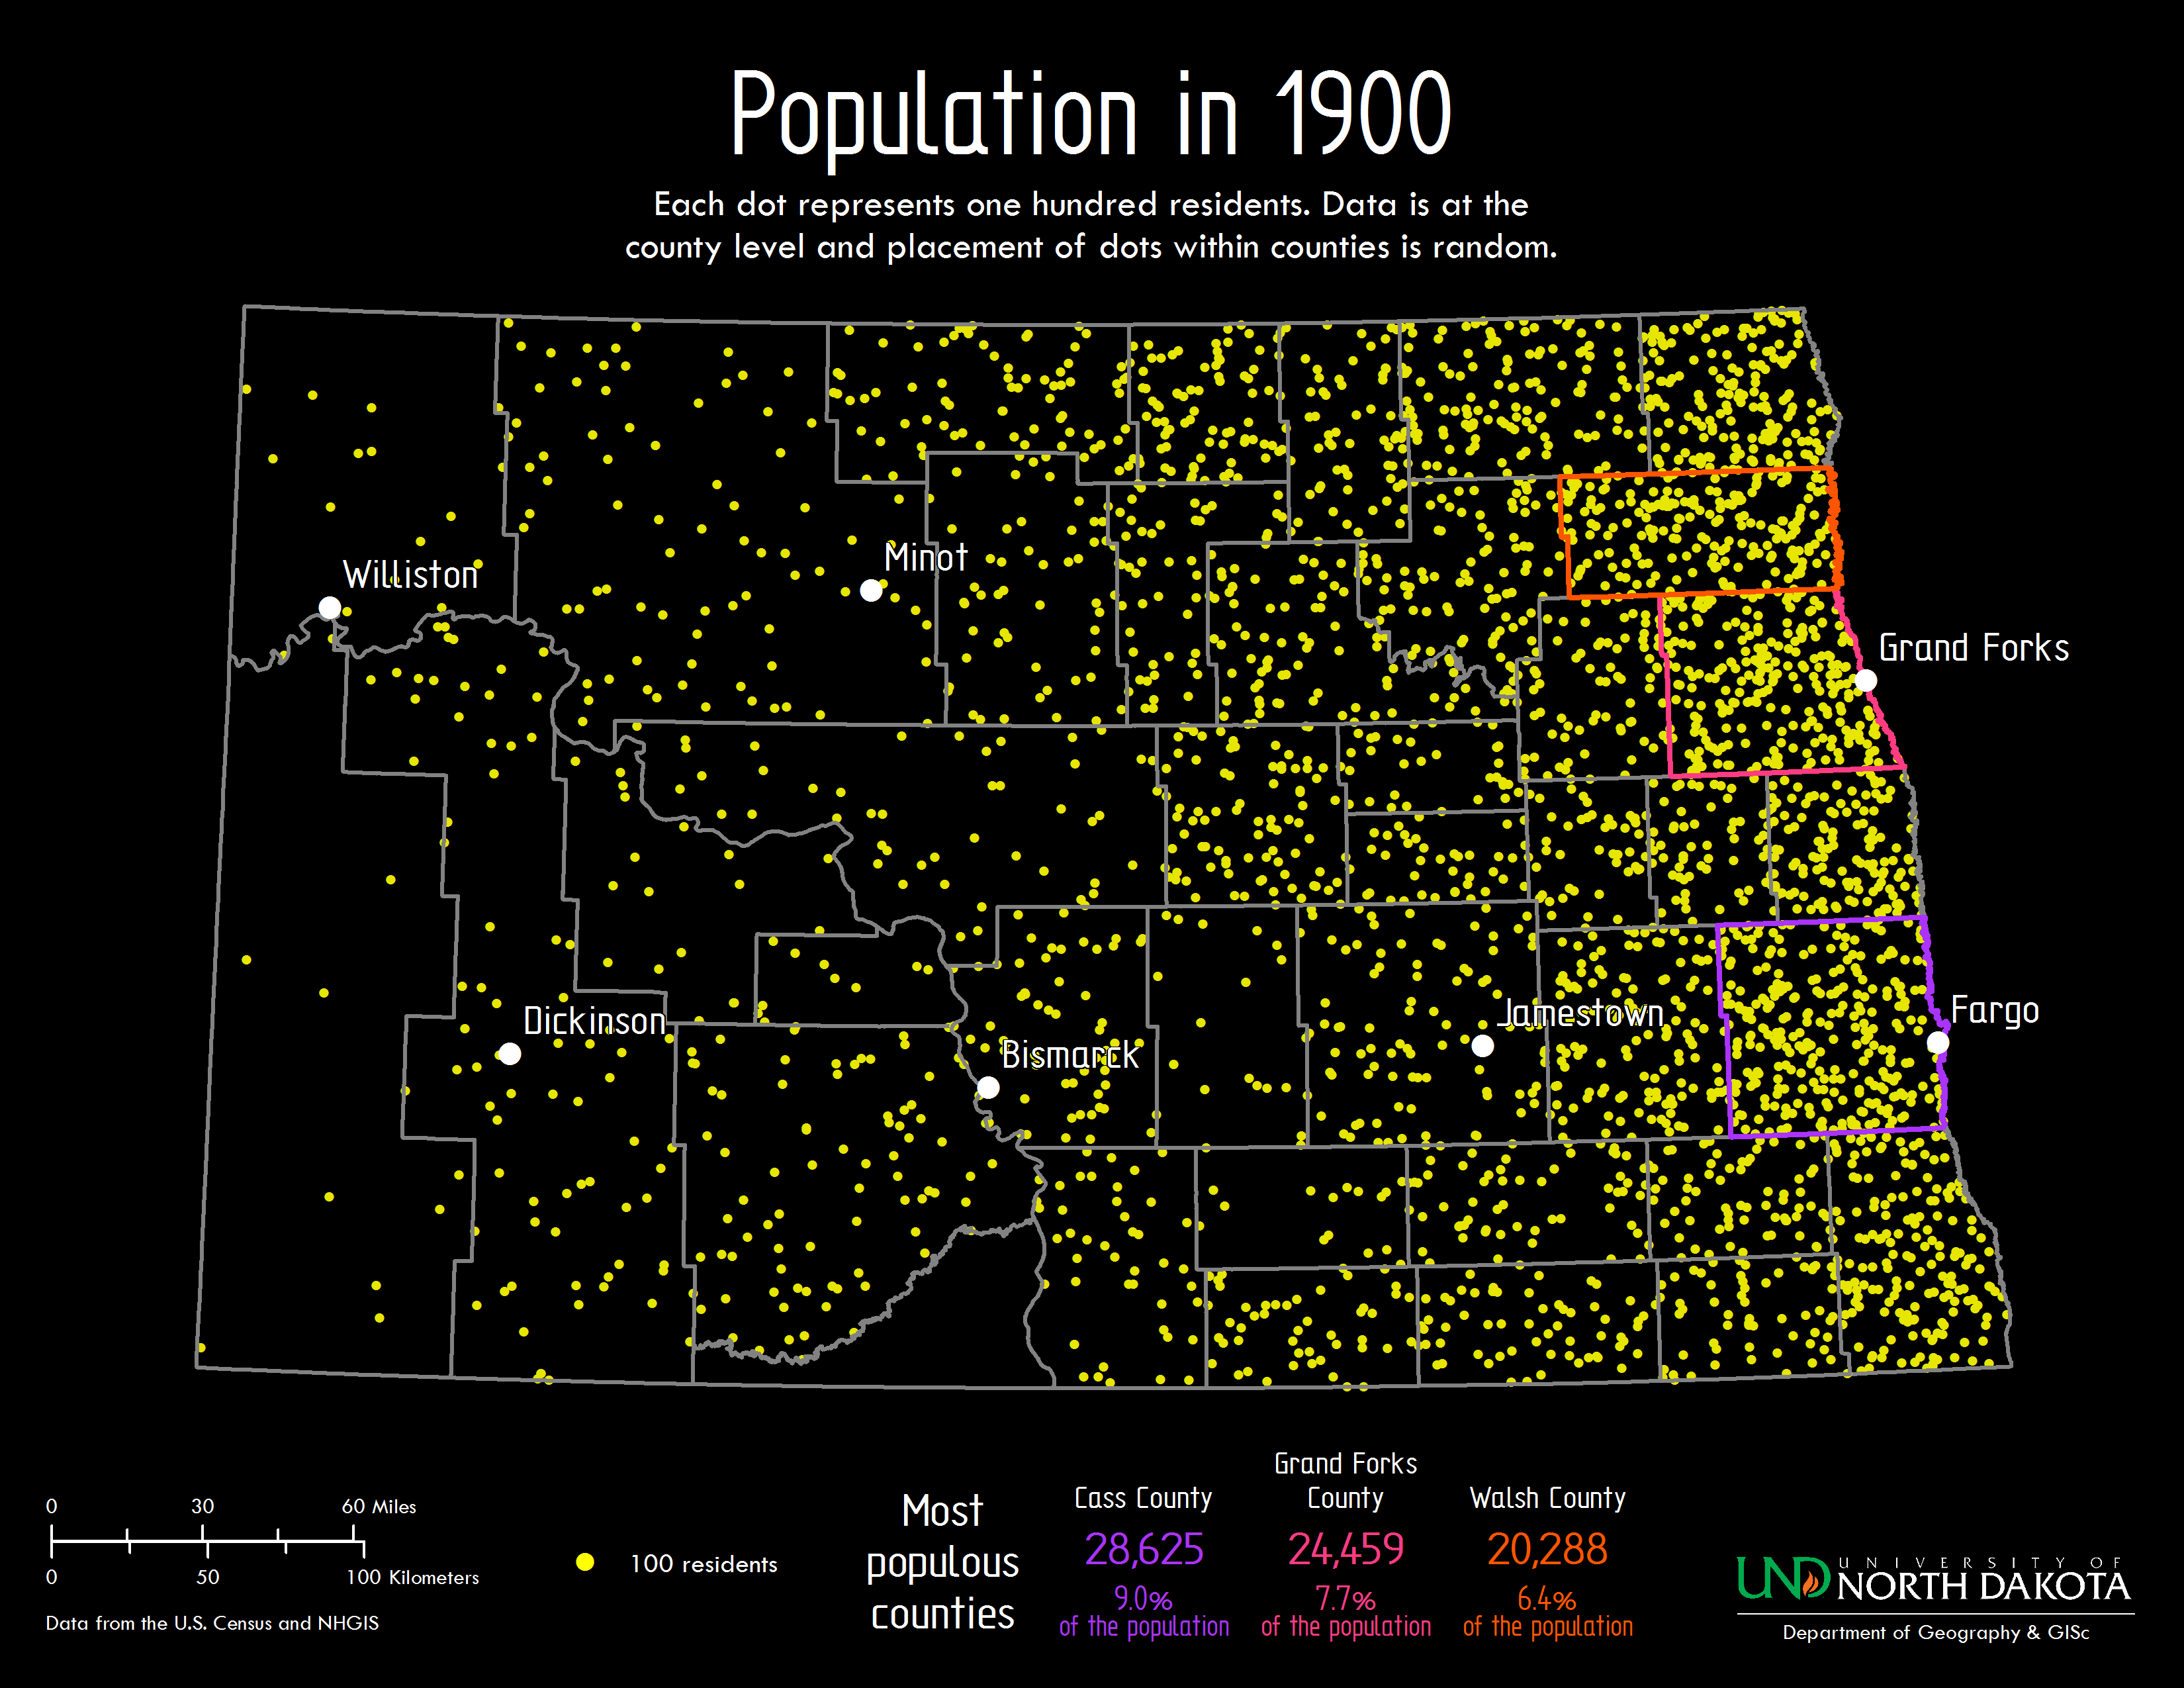 Population in 1900
Each dot represents one hundred residents. Data is at the
county level and placement of dots within counties is random.
Minot
Williston
Grand Forks
Fargo
Jamestown
Dickinson
Bismarck
0 30 60 Miles
0 50 100 Kilometers
Data from the U.S. Census and NHGIS
100 residents
Most
populous
counties
Cass County
28,625
9.0%
of the population
Grand Forks
County
24,459
7.7%
of the population
Walsh County
20,288
6.4%
of the population
UND
UNIVERSITY OF
NORTH DAKOTA
Department of Geography & GISc